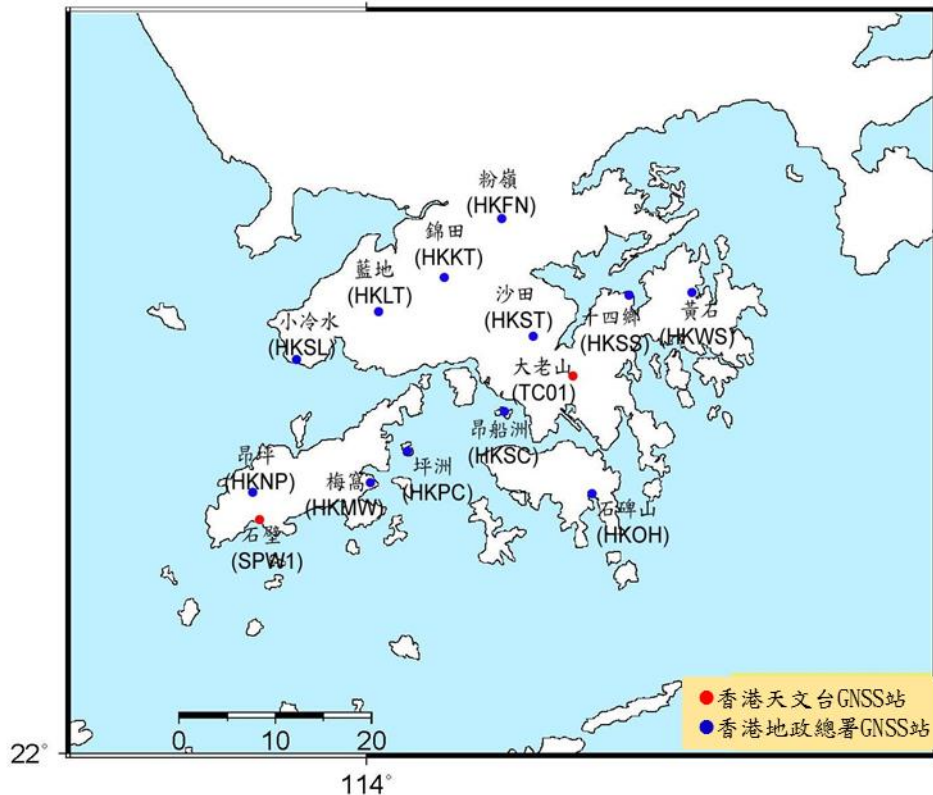 粉嶺
(HKFN)
錦田
(HKKT)
藍地
(HKLT)
沙田
(HKST)
十四鄉
(HKSS)
黃石
(HKWS)
小冷水
(HKSL)
大老山
(TC01)
昂船洲
(HKSC)
昂坪
(HKNP)
梅窩
(HKMW)
坪洲
(HKPC)
石碑山
(HKOH)
石壁
(SPW1)
香港天文台GNSS站
香港地政總署GNSS站
0 10 20
22°
114°